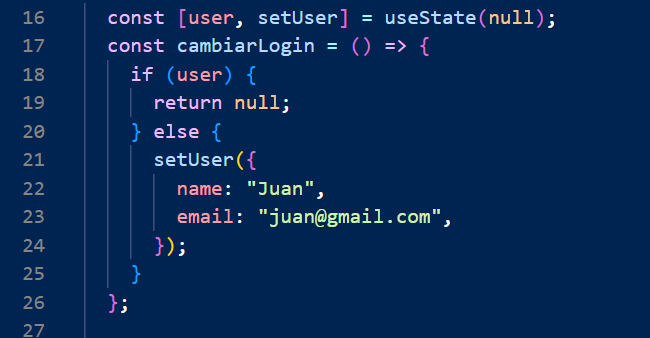 16 const [user, setUser] = useState(null);
17 const cambiarLogin = () => {
18 if (user) {
19 return null;
20 } else {
21 setUser({
22 name: "Juan",
23 email: "juan@gmail.com",
24 });
25 }
26 };
27